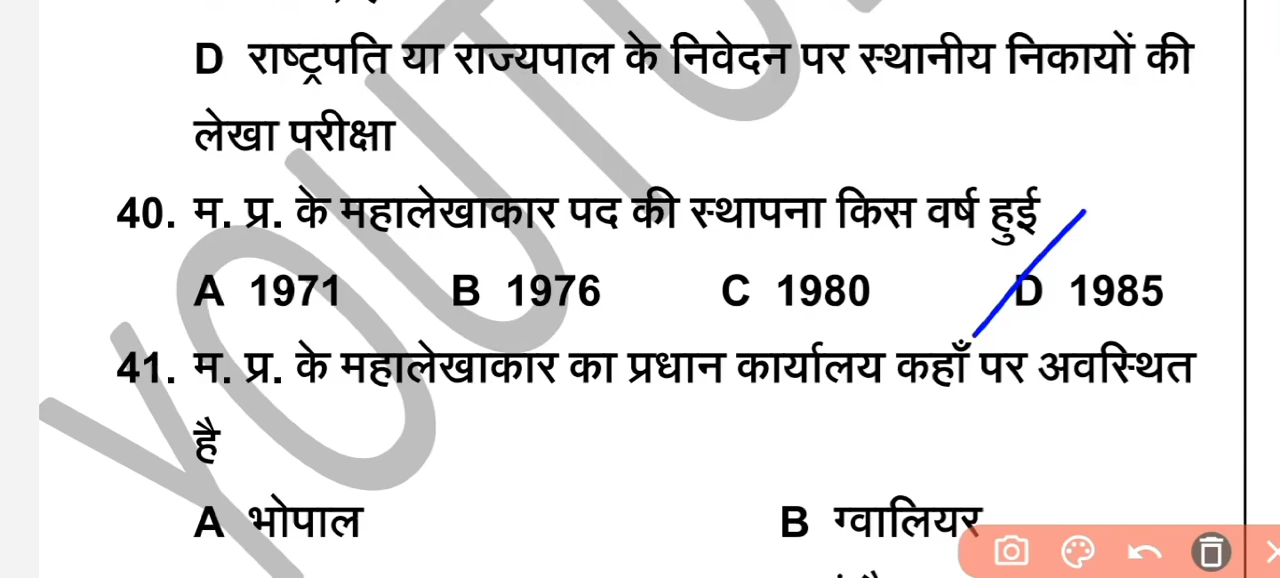 D राष्ट्रपति या राज्यपाल के निवेदन पर स्थानीय निकायों की
लेखा परीक्षा
40. म. प्र. के महालेखाकार पद की स्थापना किस वर्ष हुई
A 1971 B 1976 C 1980 D 1985
41. म. प्र. के महालेखाकार का प्रधान कार्यालय कहाँ पर अवस्थित
है
A भोपाल B ग्वालियर